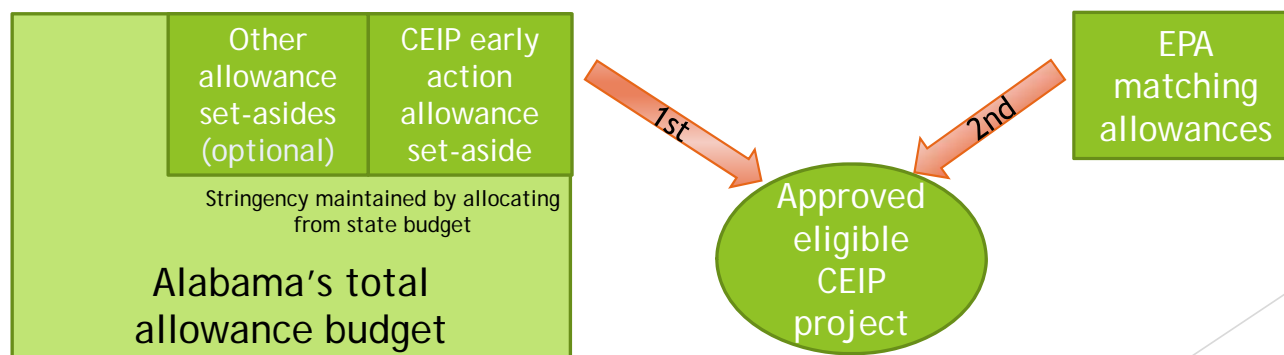 Other
allowance
set-asides
(optional)
CEIP early
action
allowance
set-aside
Stringency maintained by allocating
from state budget
Alabama's total
allowance budget
1st
Approved
eligible
CEIP
project
2nd
EPA
matching
allowances